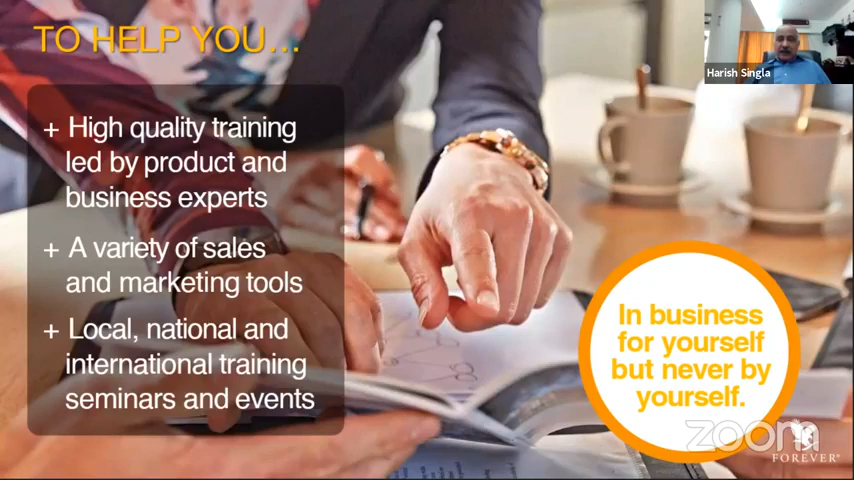 TO HELP YOU...
Harish Singla
+ High quality training
led by product and
business experts
+ A variety of sales
and marketing tools
+ Local, national and
international training
seminars and events
In business
for yourself
but never by
yourself.
zoom
FOREVER®